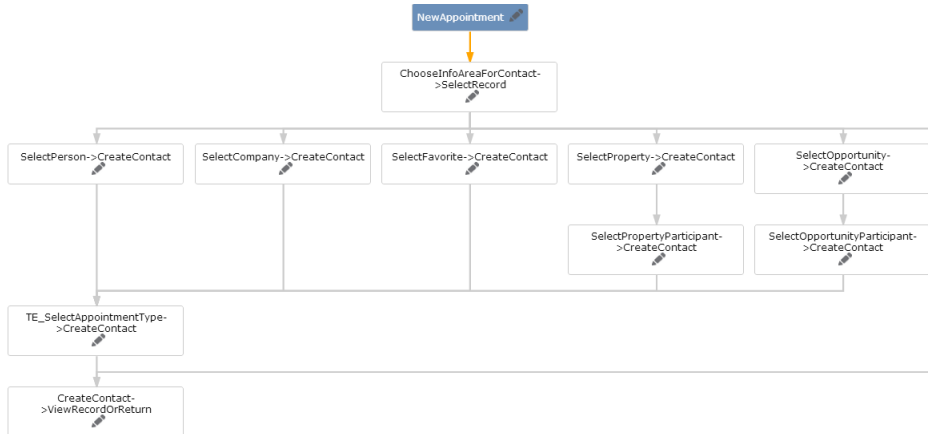 NewAppointment
ChooseInfoAreaForContact-
>SelectRecord
SelectPerson->CreateContact
SelectCompany->CreateContact
SelectFavorite->CreateContact
SelectProperty->CreateContact
SelectOpportunity-
>CreateContact
SelectPropertyParticipant-
>CreateContact
SelectOpportunityParticipant-
>CreateContact
TE_SelectAppointmentType-
>CreateContact
CreateContact-
>ViewRecordOrReturn